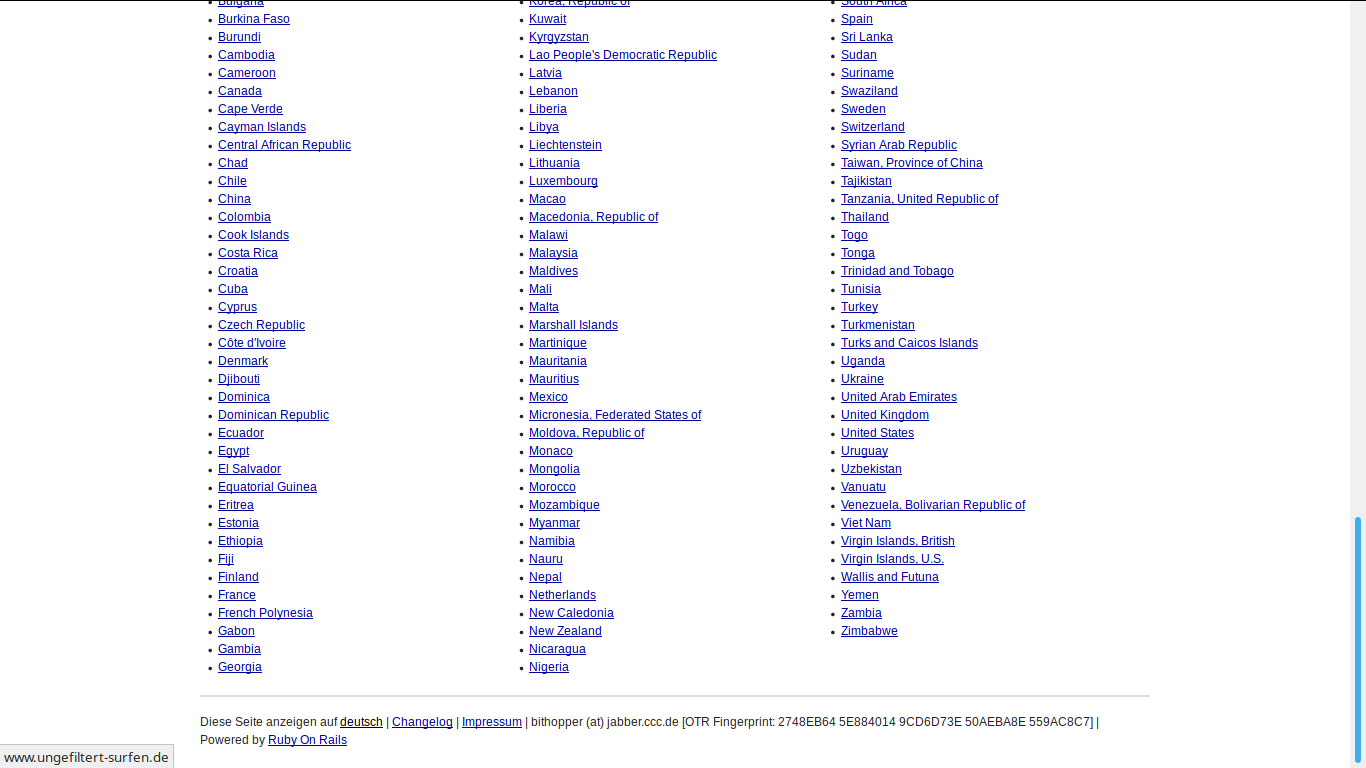 Bulgaria
Burkina Faso
Burundi
Cambodia
Cameroon
Canada
Cape Verde
Cayman Islands
Central African Republic
Chad
Chile
China
Colombia
Cook Islands
Costa Rica
Croatia
Cuba
Cyprus
Czech Republic
Côte d'Ivoire
Denmark
Djibouti
Dominica
Dominican Republic
Ecuador
Egypt
El Salvador
Equatorial Guinea
Eritrea
Estonia
Ethiopia
Fiji
Finland
France
French Polynesia
Gabon
Gambia
Georgia
Korea, Republic of
Kuwait
Kyrgyzstan
Lao People's Democratic Republic
Latvia
Lebanon
Liberia
Libya
Liechtenstein
Lithuania
Luxembourg
Macao
Macedonia, Republic of
Malawi
Malaysia
Maldives
Mali
Malta
Marshall Islands
Martinique
Mauritania
Mauritius
Mexico
Micronesia, Federated States of
Moldova, Republic of
Monaco
Mongolia
Morocco
Mozambique
Myanmar
Namibia
Nauru
Nepal
Netherlands
New Caledonia
New Zealand
Nicaragua
Nigeria
South Africa
Spain
Sri Lanka
Sudan
Suriname
Swaziland
Sweden
Switzerland
Syrian Arab Republic
Taiwan, Province of China
Tajikistan
Tanzania, United Republic of
Thailand
Togo
Tonga
Trinidad and Tobago
Tunisia
Turkey
Turkmenistan
Turks and Caicos Islands
Uganda
Ukraine
United Arab Emirates
United Kingdom
United States
Uruguay
Uzbekistan
Vanuatu
Venezuela, Bolivarian Republic of
Viet Nam
Virgin Islands, British
Virgin Islands, U.S.
Wallis and Futuna
Yemen
Zambia
Zimbabwe
Diese Seite anzeigen auf deutsch | Changelog | Impressum | bithopper (at) jabber.ccc.de [OTR Fingerprint: 2748EB64 5E884014 9CD6D73E 50AEBA8E 559AC8C7] |
Powered by Ruby On Rails
www.ungefiltert-surfen.de